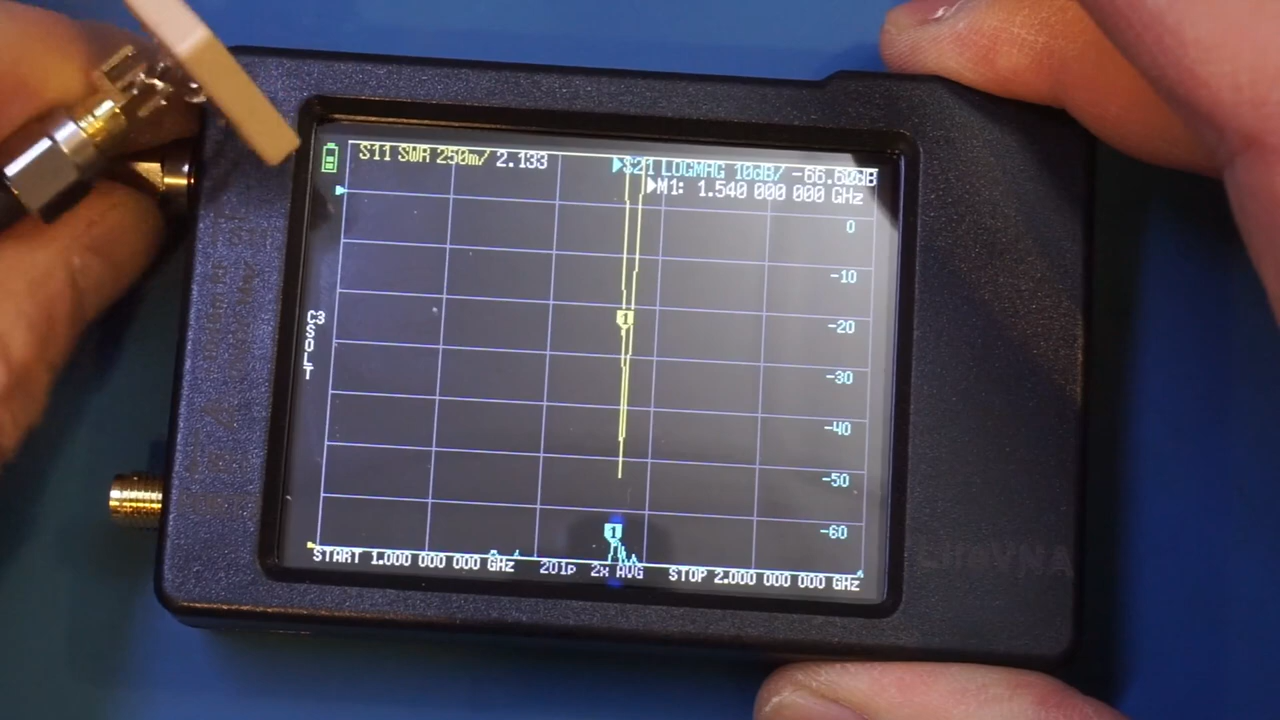 S11 SWR 250m/ 2.133
S21 LOGMAG 10dB/ -66.60dB
M1: 1.540 000 000 GHz
0
-10
-20
-30
-40
-50
-60
C3
S
O
L
T
1
1
START 1.000 000 000 GHz
201p 2x AVG
STOP 2.000 000 000 GHz